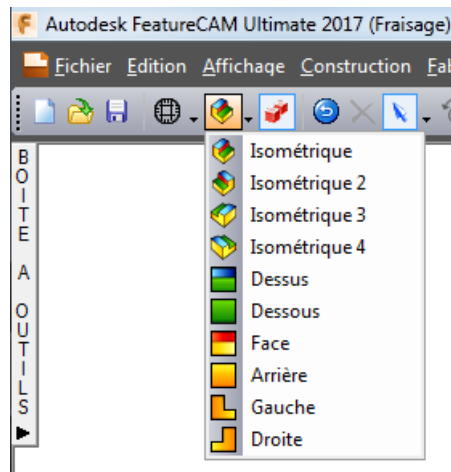 Autodesk FeatureCAM Ultimate 2017 (Fraisage)
Fichier Edition Affichage Construction Fab
Isométrique
Isométrique 2
Isométrique 3
Isométrique 4
Dessus
Dessous
Face
Arrière
Gauche
Droite
BOITE A OUTILS